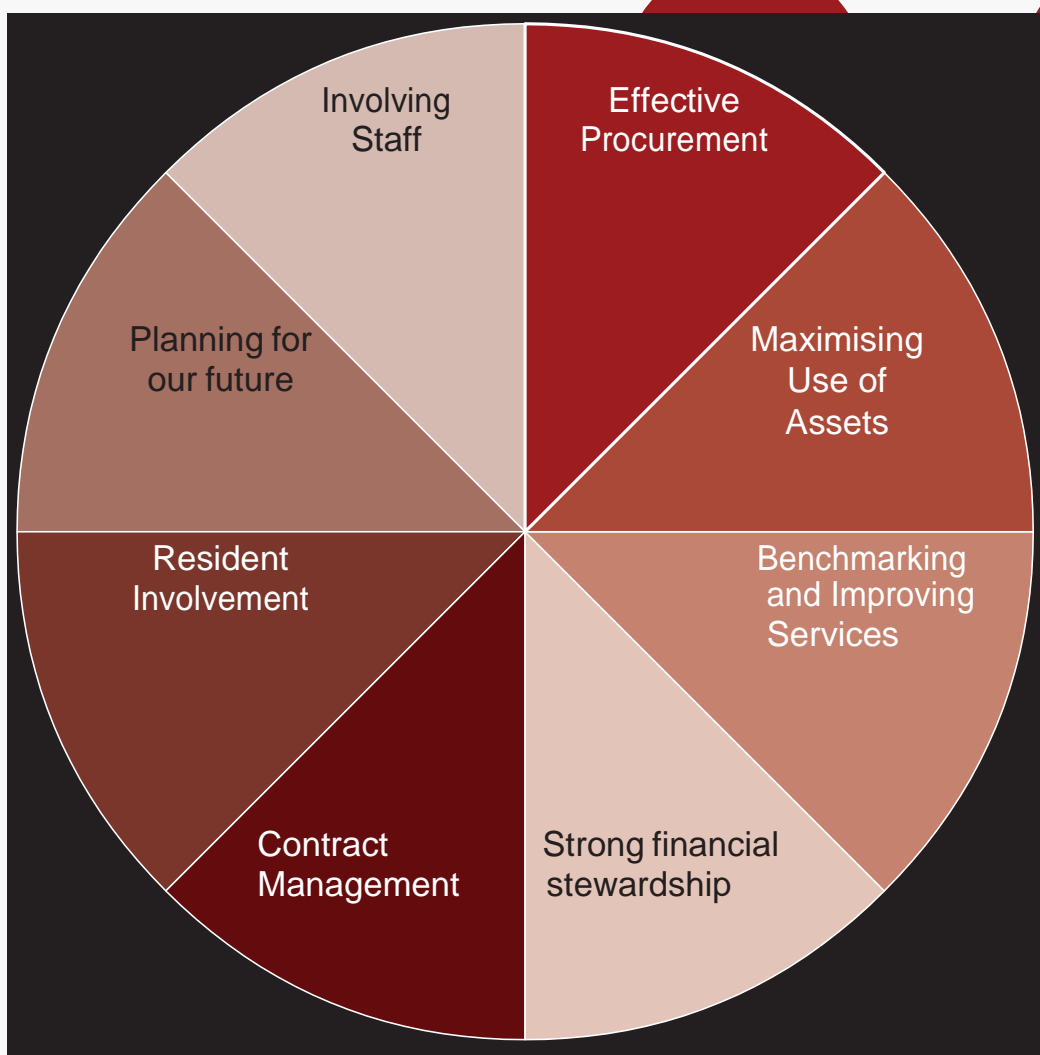 Involving
Staff
Effective
Procurement
Planning for
our future
Maximising
Use of
Assets
Resident
Involvement
Benchmarking
and Improving
Services
Contract
Management
Strong financial
stewardship